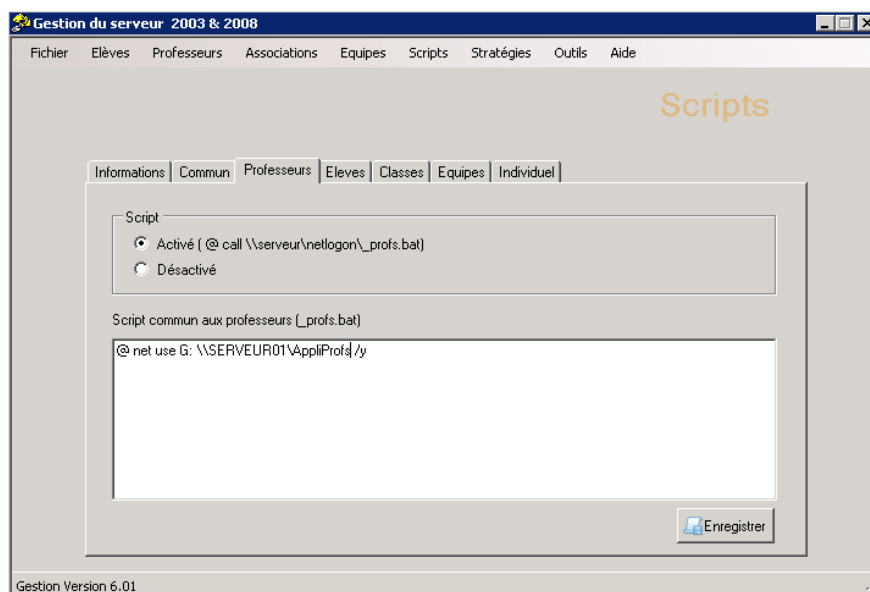 Gestion du serveur 2003 & 2008
Fichier Elèves Professeurs Associations Equipes Scripts Stratégies Outils Aide
Scripts
Informations Commun Professeurs Eleves Classes Equipes Individuel
Script
Activé ( @ call \\serveur\netlogon\_profs.bat)
Désactivé
Script commun aux professeurs (_profs.bat)
@ net use G: \\SERVEUR01\AppliProfs /y
Enregistrer
Gestion Version 6.01